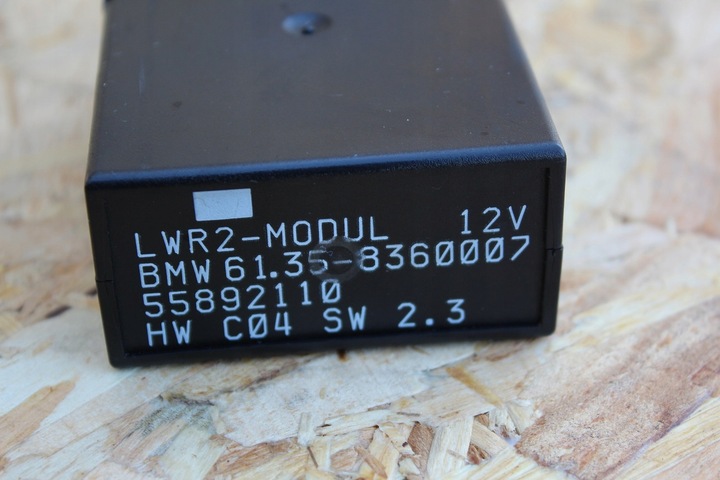 LWR2-MODUL 12V
BMW 61.35-8360007
55892110
HW C04 SW 2.3